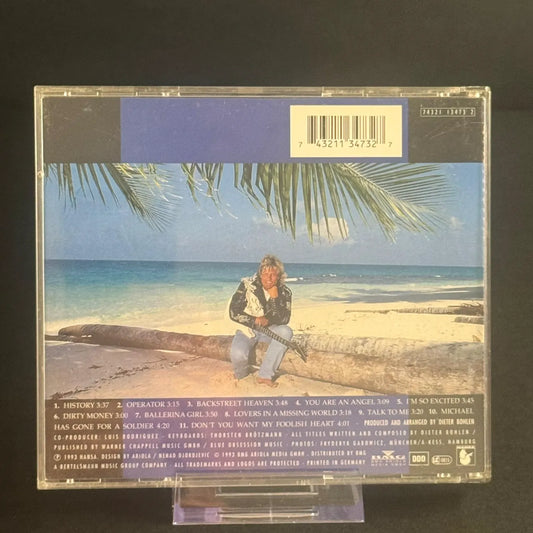 74321 13473 2
7 43211 34732 7
1 HISTORY 3:37 2 OPERATOR 3:15 3 BACKSTREET HEAVEN 3:48 4 YOU ARE AN ANGEL 3:09 5 I'M SO EXCITED 3:45
6 DIRTY MONEY 3:00 7 BALLERINA GIRL 3:50 8 LOVERS IN A MISSING WORLD 3:18 9 TALK TO ME 3:20 10 MICHAEL
HAS GONE FOR A SOLDIER 4:20 11 DON'T YOU WANT MY FOOLISH HEART 4:01 PRODUCED AND ARRANGED BY DIETER BOHLEN
CO-PRODUCER: LUIS RODRIGUEZ · KEYBOARDS: THORSTEN BRÖTZMANN · ALL TITLES WRITTEN AND COMPOSED BY DIETER BOHLEN /
PUBLISHED BY WARNER CHAPPELL MUSIC GMBH / BLUE OBSESSION MUSIC · PHOTOS: FRYDERYK GABOWICZ, MÜNCHEN/A·KESS, HAMBURG
℗ 1993 HANSA. DESIGN BY ARIOLA / NENAD DJORDJEVIC © 1992 BMG ARIOLA MEDIA GMBH . DISTRIBUTED BY BMG
A BERTELSMANN MUSIC GROUP COMPANY . ALL TRADEMARKS AND LOGOS ARE PROTECTED . PRINTED IN GERMANY
BMG
DDD